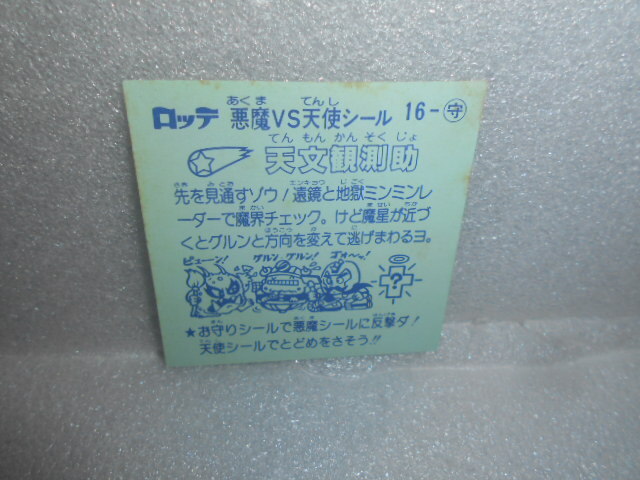 ロッテ 悪魔VS天使シール 16-守
天文観測助
先を見通すゾウ!遠鏡と地獄ミンミンレ
ーダーで魔界チェック。けど魔星が近づ
くとグルンと方向を変えて逃げまわるヨ。
ピューン! グルン グルン! ゴォ〜ッ!
?
★お守りシールで悪魔シールに反撃ダ!
天使シールでとどめをさそう!!